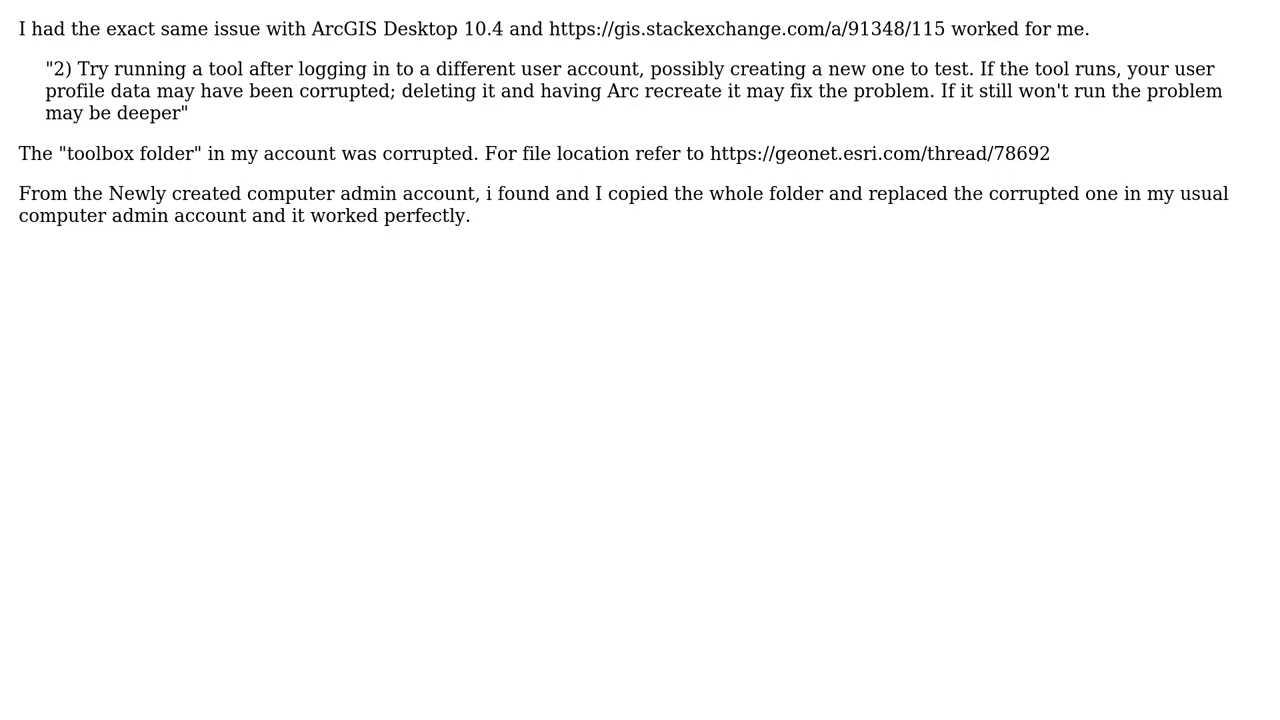 I had the exact same issue with ArcGIS Desktop 10.4 and https://gis.stackexchange.com/a/91348/115 worked for me.
"2) Try running a tool after logging in to a different user account, possibly creating a new one to test. If the tool runs, your user
profile data may have been corrupted; deleting it and having Arc recreate it may fix the problem. If it still won't run the problem
may be deeper"
The "toolbox folder" in my account was corrupted. For file location refer to https://geonet.esri.com/thread/78692
From the Newly created computer admin account, i found and I copied the whole folder and replaced the corrupted one in my usual
computer admin account and it worked perfectly.